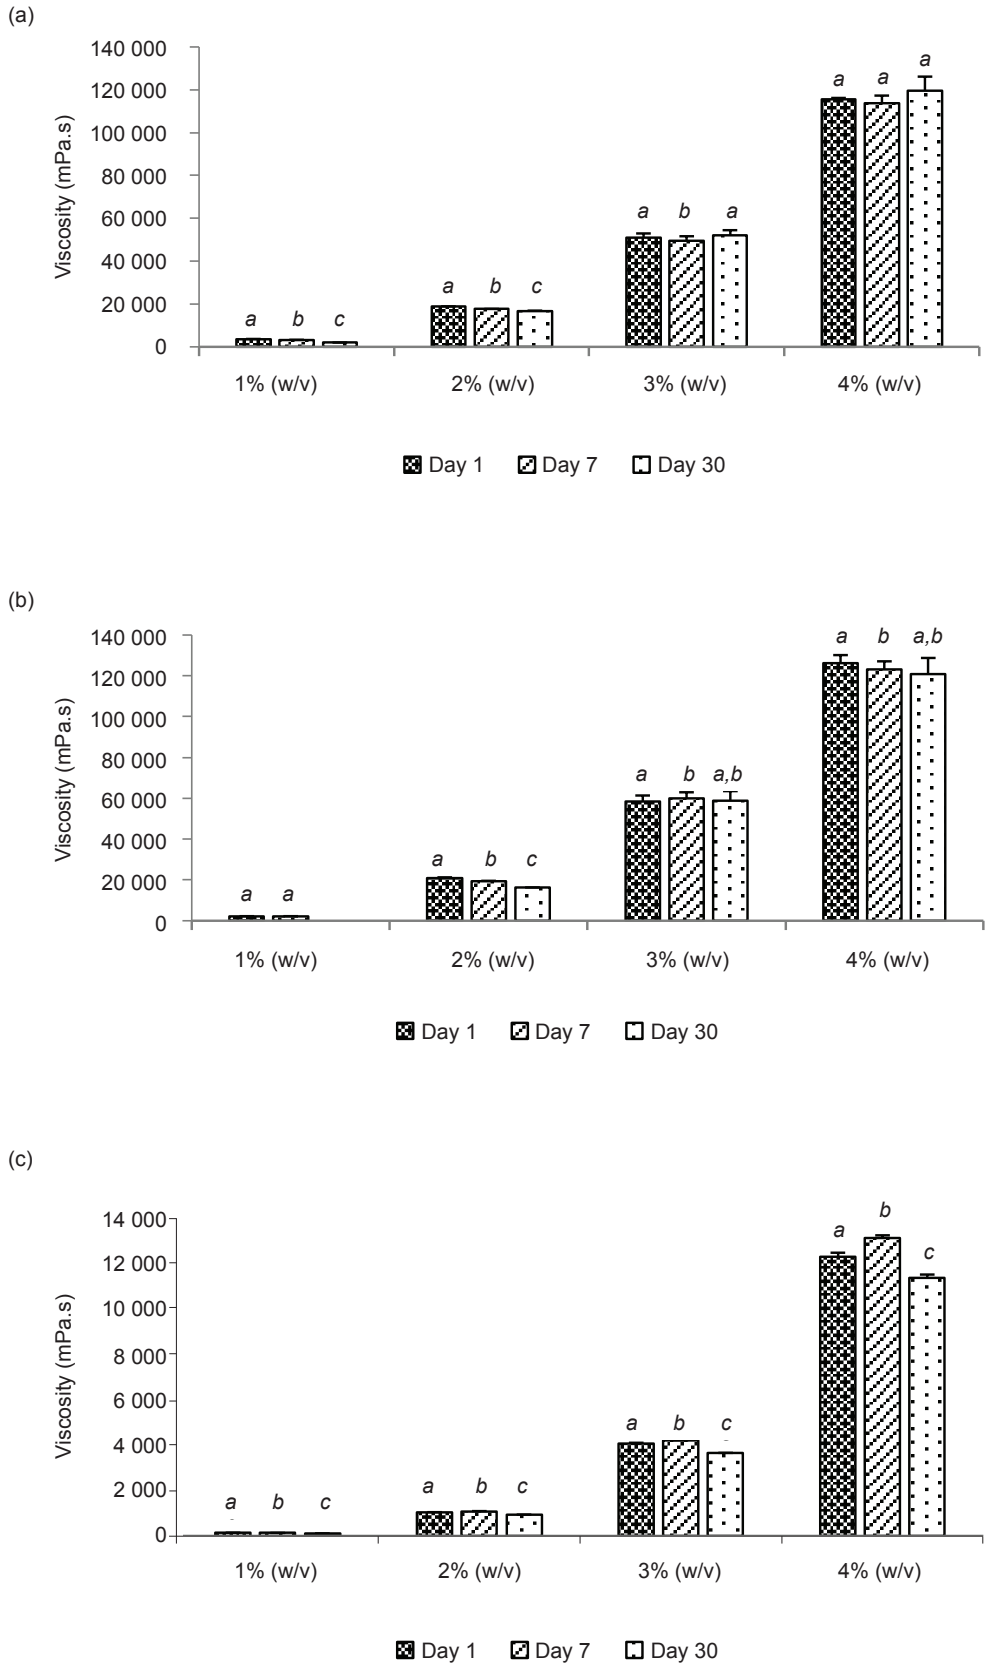 (a)
140 000
120 000
100 000
80 000
60 000
40 000
20 000
0
Viscosity (mPa.s)
a b c
a b c
a b a
a a a
1% (w/v) 2% (w/v) 3% (w/v) 4% (w/v)
Day 1 Day 7 Day 30
(b)
140 000
120 000
100 000
80 000
60 000
40 000
20 000
0
Viscosity (mPa.s)
a a
a b c
a b a,b
a b a,b
1% (w/v) 2% (w/v) 3% (w/v) 4% (w/v)
Day 1 Day 7 Day 30
(c)
14 000
12 000
10 000
8 000
6 000
4 000
2 000
0
Viscosity (mPa.s)
a b c
a b c
a b c
a b c
1% (w/v) 2% (w/v) 3% (w/v) 4% (w/v)
Day 1 Day 7 Day 30